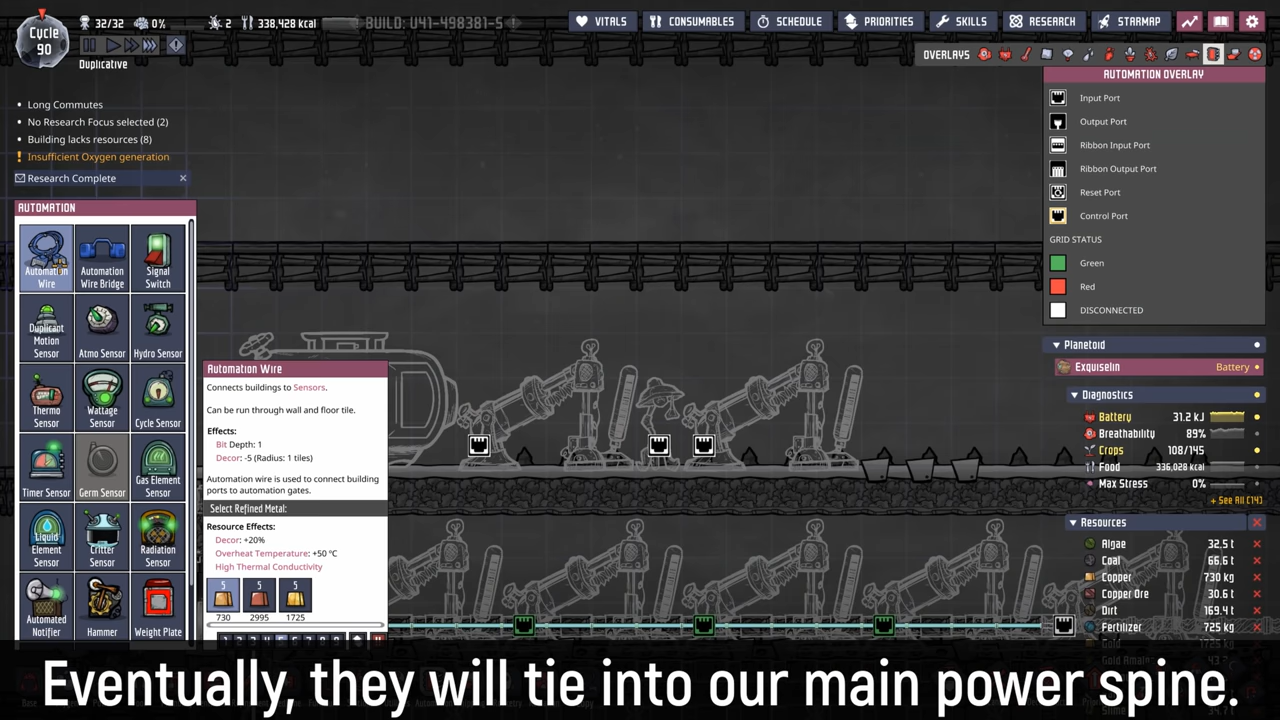 Cycle
90
32/32
0%
2
338,428 kcal
BUILD: U41-498381-S
VITALS
CONSUMABLES
SCHEDULE
PRIORITIES
SKILLS
RESEARCH
STARMAP
Duplicative
OVERLAYS
AUTOMATION OVERLAY
Input Port
Output Port
Ribbon Input Port
Ribbon Output Port
Reset Port
Control Port
GRID STATUS
Green
Red
DISCONNECTED
Long Commutes
No Research Focus selected (2)
Building lacks resources (8)
Insufficient Oxygen generation
Research Complete
AUTOMATION
Automation Wire
Automation Wire Bridge
Signal Switch
Duplicant Motion Sensor
Atmo Sensor
Hydro Sensor
Thermo Sensor
Wattage Sensor
Cycle Sensor
Timer Sensor
Germ Sensor
Gas Element Sensor
Liquid Element Sensor
Critter Sensor
Radiation Sensor
Automated Notifier
Hammer
Weight Plate
Automation Wire
Connects buildings to Sensors.
Can be run through wall and floor tile.
Effects:
Bit Depth: 1
Decor: -5 (Radius: 1 tiles)
Automation wire is used to connect building
ports to automation gates.
Select Refined Metal:
Resource Effects:
Decor: +20%
Overheat Temperature: +50 °C
High Thermal Conductivity
5
5
5
730
2995
1725
Planetoid
Exquiselin
Battery
Diagnostics
Battery 31.2 kJ
Breathability 89%
Crops 108/145
Food 336,028 kcal
Max Stress 0%
+ See All (14)
Resources
Algae 32.5 t
Coal 66.6 t
Copper 730 kg
Copper Ore 30.6 t
Dirt 169.4 t
Fertilizer 725 kg
Gold 1725 kg
Eventually, they will tie into our main power spine.